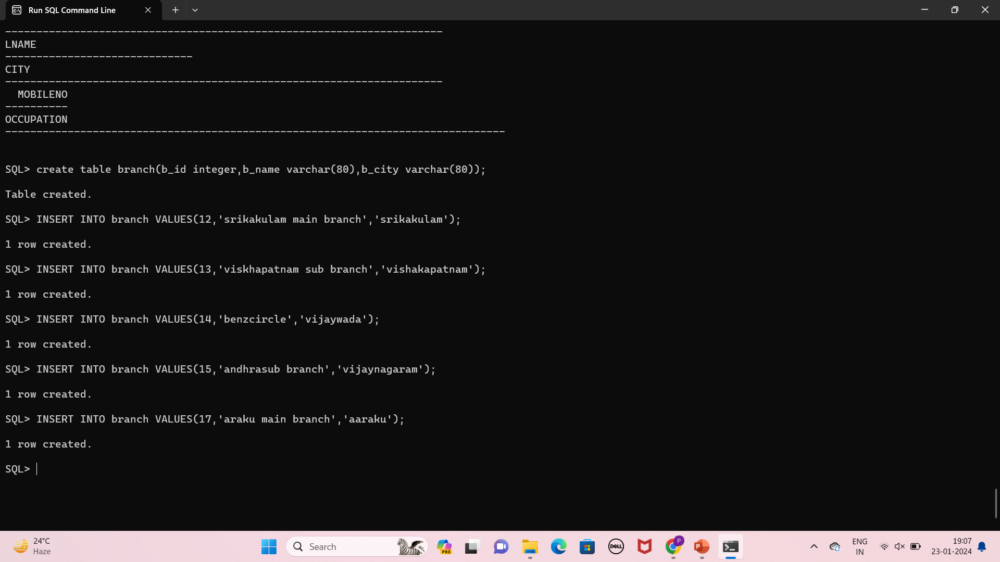 Run SQL Command Line
----------------------------------------------------------------------
LNAME
------------------------------
CITY
----------------------------------------------------------------------
  MOBILENO
----------
OCCUPATION
--------------------------------------------------------------------------------
SQL> create table branch(b_id integer,b_name varchar(80),b_city varchar(80));
Table created.
SQL> INSERT INTO branch VALUES(12,'srikakulam main branch','srikakulam');
1 row created.
SQL> INSERT INTO branch VALUES(13,'viskhapatnam sub branch','vishakapatnam');
1 row created.
SQL> INSERT INTO branch VALUES(14,'benzcircle','vijaywada');
1 row created.
SQL> INSERT INTO branch VALUES(15,'andhrasub branch','vijaynagaram');
1 row created.
SQL> INSERT INTO branch VALUES(17,'araku main branch','aaraku');
1 row created.
SQL>
24°C
Haze
Search
PRE
DELL
P
P
ENG
IN
19:07
23-01-2024